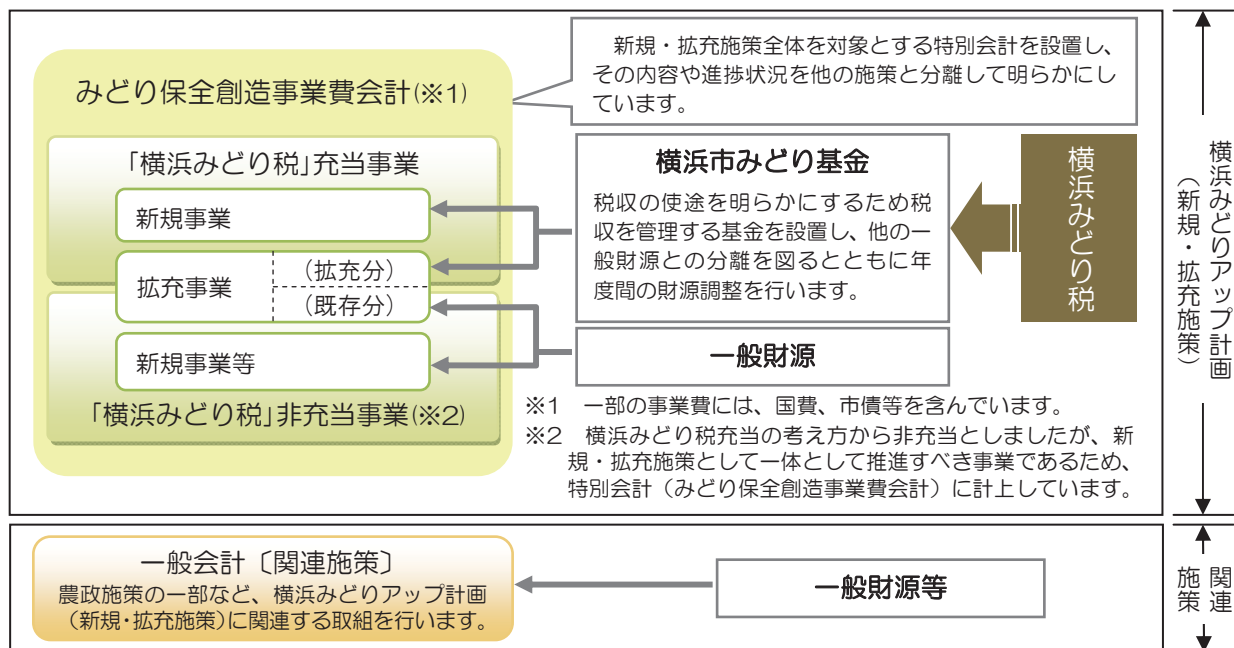 みどり保全創造事業費会計(※1)
新規・拡充施策全体を対象とする特別会計を設置し、
その内容や進捗状況を他の施策と分離して明らかにし
ています。
「横浜みどり税」充当事業
新規事業
拡充事業
（拡充分）
（既存分）
新規事業等
「横浜みどり税」非充当事業(※2)
横浜市みどり基金
税収の使途を明らかにするため税
収を管理する基金を設置し、他の一
般財源との分離を図るとともに年
度間の財源調整を行います。
横浜みどり税
一般財源
※1　一部の事業費には、国費、市債等を含んでいます。
※2　横浜みどり税充当の考え方から非充当としましたが、新
規・拡充施策として一体として推進すべき事業であるため、
特別会計（みどり保全創造事業費会計）に計上しています。
横浜みどりアップ計画
（新規・拡充施策）
一般会計〔関連施策〕
農政施策の一部など、横浜みどりアップ計画
（新規・拡充施策）に関連する取組を行います。
一般財源等
関連
施策